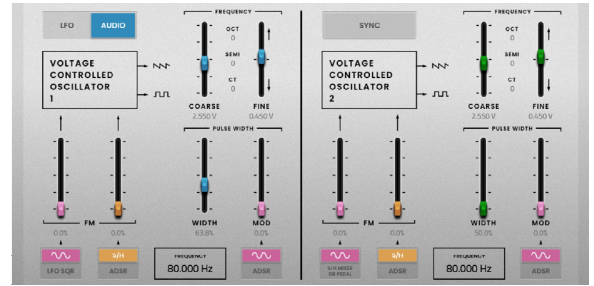 LFO
AUDIO
FREQUENCY
OCT
0
SEMI
0
CT
0
VOLTAGE
CONTROLLED
OSCILLATOR
1
COARSE
FINE
2.550 V
0.450 V
PULSE WIDTH
FM
WIDTH
MOD
0.0%
0.0%
63.8%
0.0%
LFO SQR
S/H
ADSR
FREQUENCY
80.000 Hz
ADSR
SYNC
FREQUENCY
OCT
0
SEMI
0
CT
0
VOLTAGE
CONTROLLED
OSCILLATOR
2
COARSE
FINE
2.550 V
0.450 V
PULSE WIDTH
FM
WIDTH
MOD
0.0%
0.0%
50.0%
0.0%
S/H MIXER
OR PEDAL
S/H
ADSR
FREQUENCY
80.000 Hz
ADSR